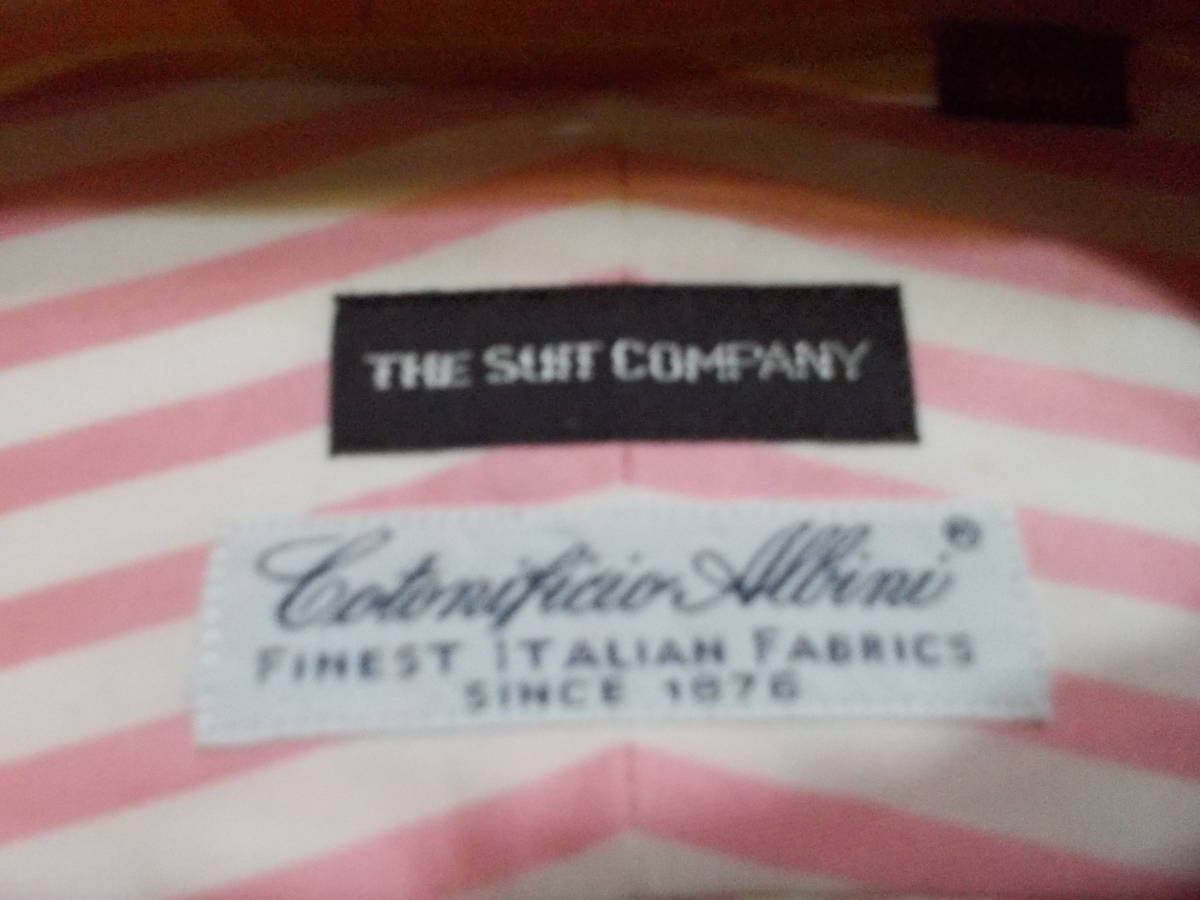 THE SUIT COMPANY
Cotonificio Albini®
FINEST ITALIAN FABRICS
SINCE 1876